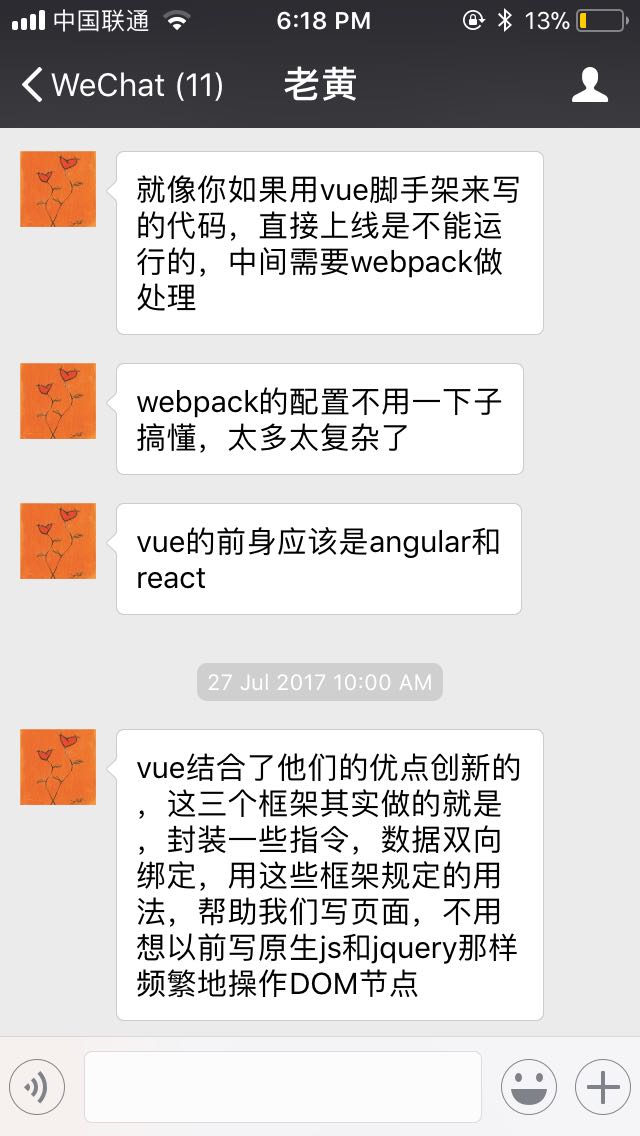 中国联通 6:18 PM 13%
WeChat (11) 老黄
就像你如果用vue脚手架来写
的代码，直接上线是不能运
行的，中间需要webpack做
处理
webpack的配置不用一下子
搞懂，太多太复杂了
vue的前身应该是angular和
react
27 Jul 2017 10:00 AM
vue结合了他们的优点创新的
，这三个框架其实做的就是
，封装一些指令，数据双向
绑定，用这些框架规定的用
法，帮助我们写页面，不用
想以前写原生js和jquery那样
频繁地操作DOM节点